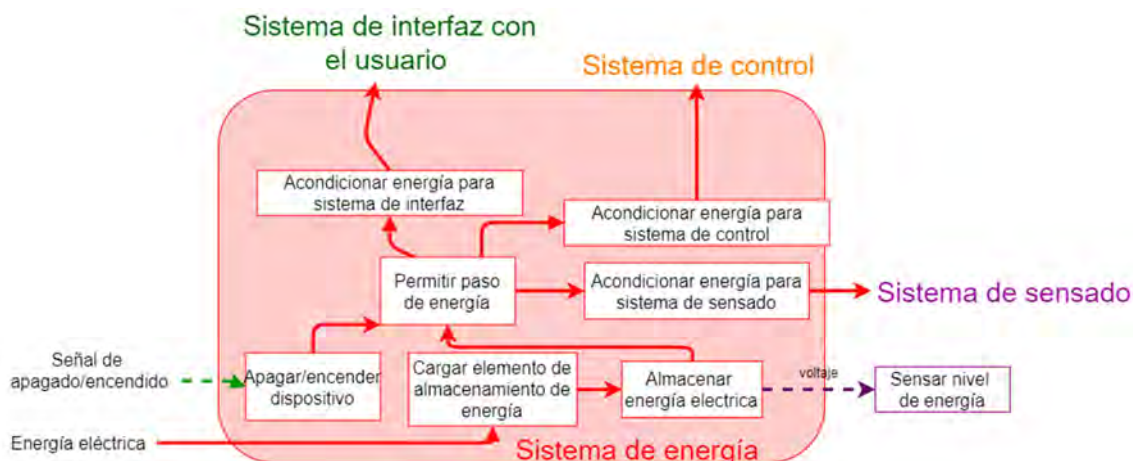 Sistema de interfaz con
el usuario
Sistema de control
Acondicionar energía para
sistema de interfaz
Acondicionar energía para
sistema de control
Permitir paso
de energía
Acondicionar energía para
sistema de sensado
Sistema de sensado
Señal de
apagado/encendido
Apagar/encender
dispositivo
Cargar elemento de
almacenamiento de
energía
Almacenar
energía electrica
voltaje
Sensar nivel
de energía
Energía eléctrica
Sistema de energía